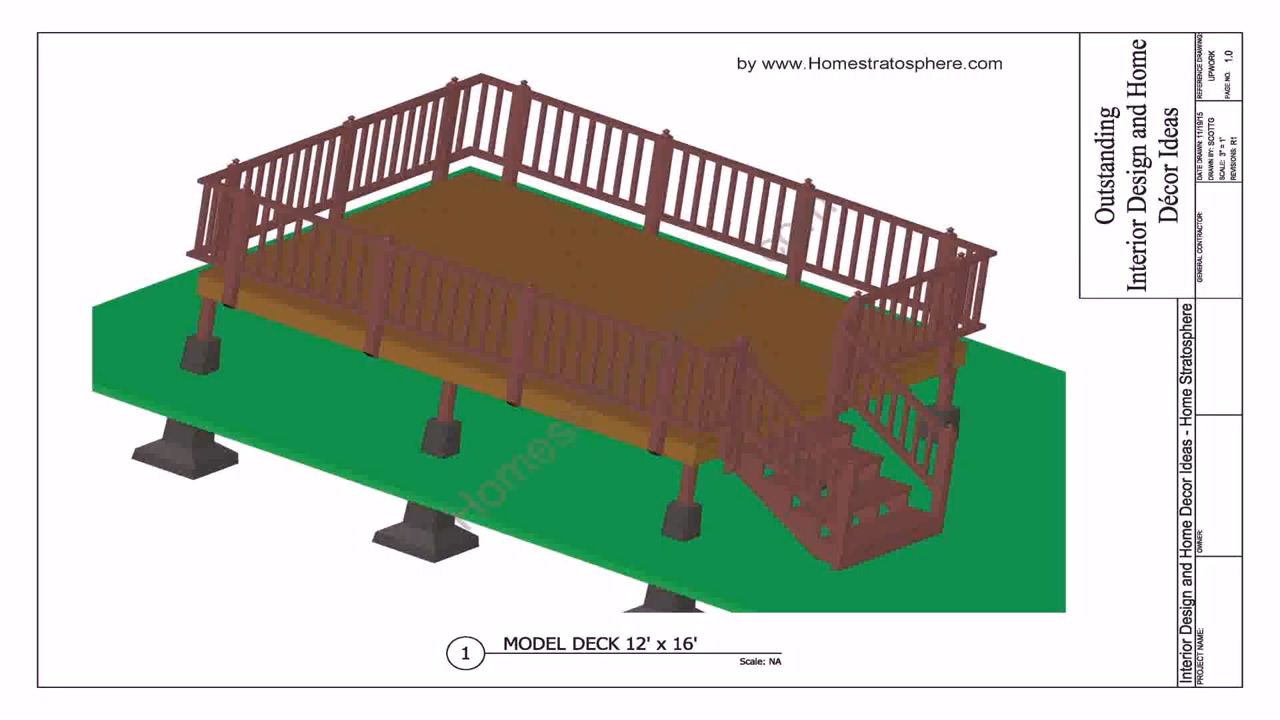 by www.Homestratosphere.com
Outstanding
Interior Design and Home
Décor Ideas
REFERENCE DRAWING:
UPWORK
PAGE NO. 1.0
DATE DRAWN: 11/19/15
DRAWN BY: SCOTTG
SCALE: 3" = 1'
REVISIONS: R1
GENERAL CONTRACTOR:
OWNER:
PROJECT NAME:
Interior Design and Home Decor Ideas - Home Stratosphere
1
MODEL DECK 12' x 16'
Scale: NA